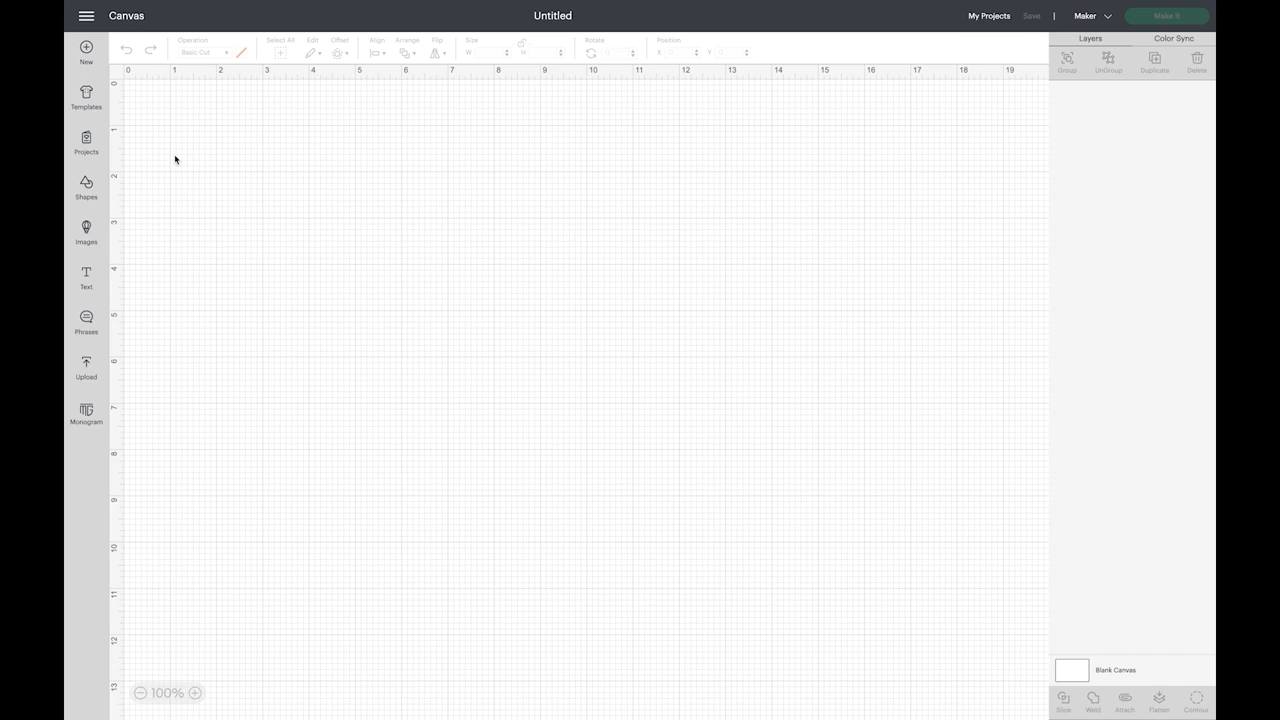 Canvas
Untitled
My Projects Save | Maker Make It
New
Templates
Projects
Shapes
Images
Text
Phrases
Upload
Monogram
Operation Select All Edit Offset Align Arrange Flip Size Rotate Position
Basic Cut W H 0 X 0 Y 0
0 1 2 3 4 5 6 7 8 9 10 11 12 13 14 15 16 17 18 19
0
1
2
3
4
5
6
7
8
9
10
11
12
13
100%
Layers Color Sync
Group UnGroup Duplicate Delete
Blank Canvas
Slice Weld Attach Flatten Contour